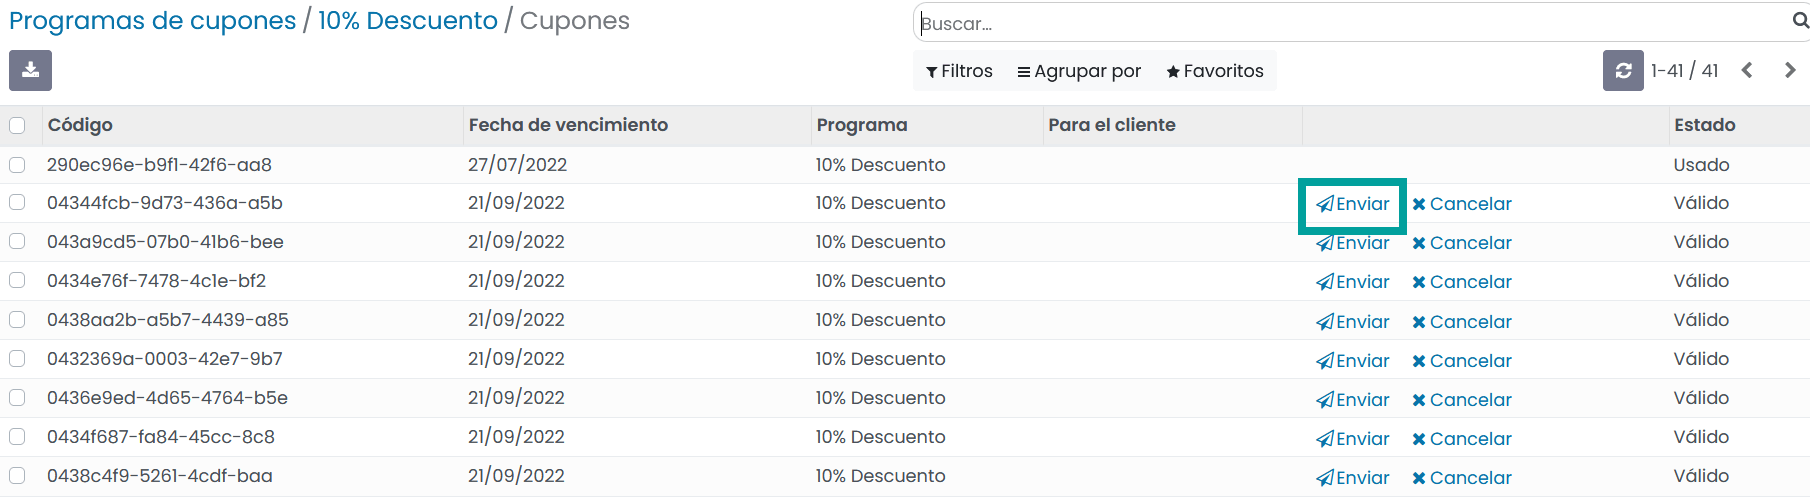 Programas de cupones / 10% Descuento / Cupones
Buscar...
Filtros Agrupar por Favoritos 1-41 / 41
Código Fecha de vencimiento Programa Para el cliente Estado
290ec96e-b9f1-42f6-aa8 27/07/2022 10% Descuento Usado
04344fcb-9d73-436a-a5b 21/09/2022 10% Descuento Enviar Cancelar Válido
043a9cd5-07b0-41b6-bee 21/09/2022 10% Descuento Enviar Cancelar Válido
0434e76f-7478-4c1e-bf2 21/09/2022 10% Descuento Enviar Cancelar Válido
0438aa2b-a5b7-4439-a85 21/09/2022 10% Descuento Enviar Cancelar Válido
0432369a-0003-42e7-9b7 21/09/2022 10% Descuento Enviar Cancelar Válido
0436e9ed-4d65-4764-b5e 21/09/2022 10% Descuento Enviar Cancelar Válido
0434f687-fa84-45cc-8c8 21/09/2022 10% Descuento Enviar Cancelar Válido
0438c4f9-5261-4cdf-baa 21/09/2022 10% Descuento Enviar Cancelar Válido